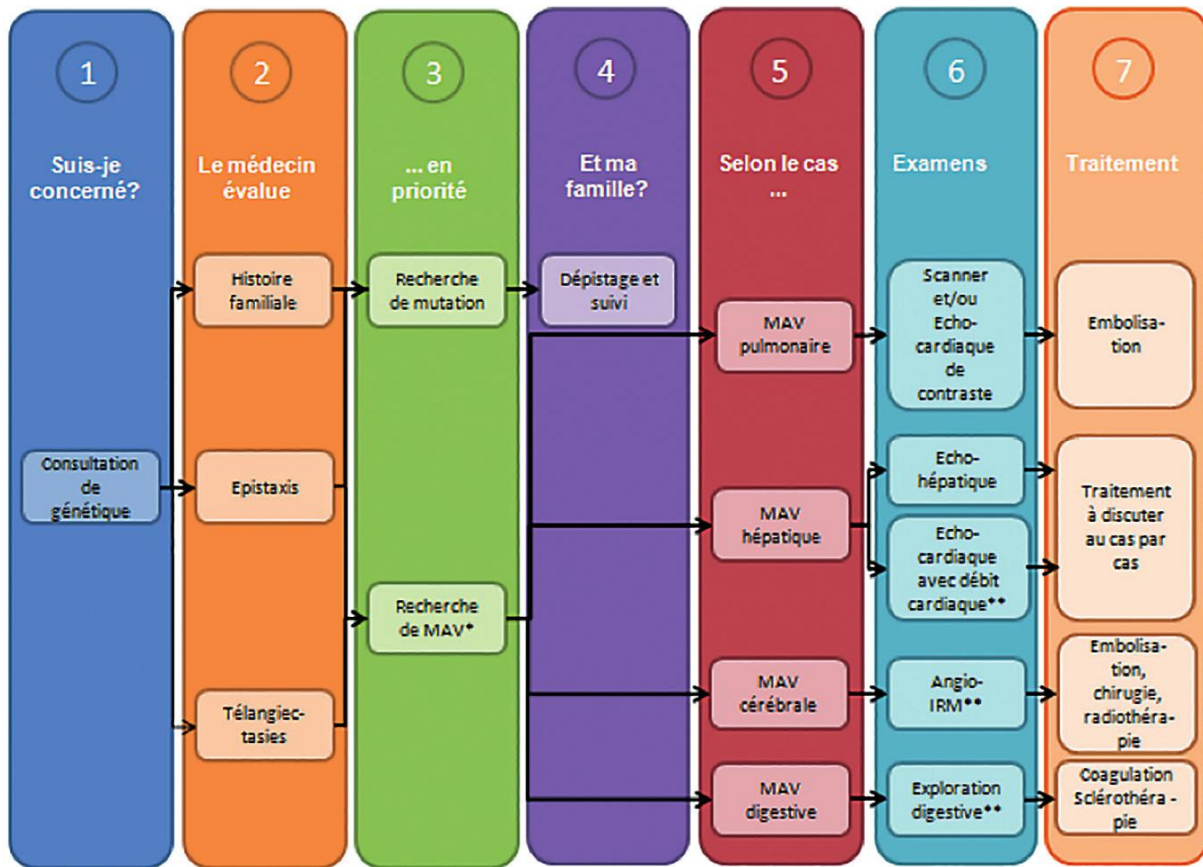 1
Suis-je
concerné?
Consultation
de
génétique
2
Le médecin
évalue
Histoire
familiale
Epistaxis
Télangiec-
tasies
3
... en
priorité
Recherche
de mutation
Recherche
de MAV*
4
Et ma
famille?
Dépistage et
suivi
5
Selon le cas
...
MAV
pulmonaire
MAV
hépatique
MAV
cérébrale
MAV
digestive
6
Examens
Scanner
et/ou
Echo-
cardiaque
de
contraste
Echo-
hépatique
Echo-
cardiaque
avec débit
cardiaque**
Angio-
IRM**
Exploration
digestive**
7
Traitement
Embolisa-
tion
Traitement
à discuter
au cas par
cas
Embolisa-
tion,
chirugie,
radiothéra-
pie
Coagulation
Sclérothéra -
pie